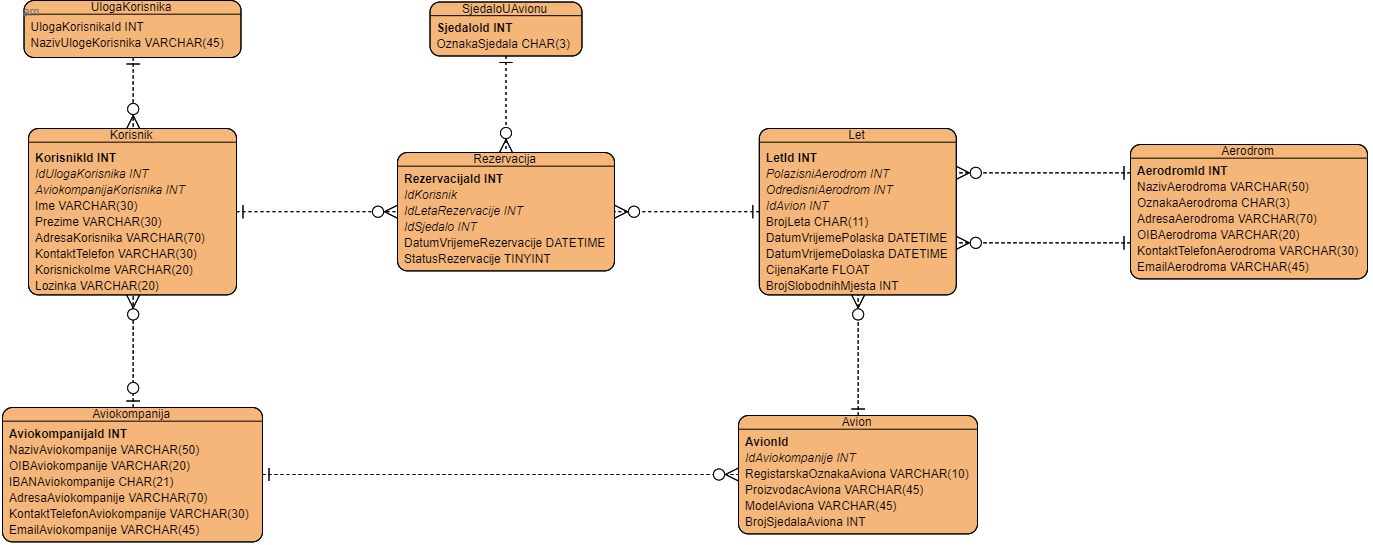 am
UlogaKorisnika
UlogaKorisnikaId INT
NazivUlogeKorisnika VARCHAR(45)
SjedaloUAvionu
SjedaloId INT
OznakaSjedala CHAR(3)
Korisnik
KorisnikId INT
IdUlogaKorisnika INT
AviokompanijaKorisnika INT
Ime VARCHAR(30)
Prezime VARCHAR(30)
AdresaKorisnika VARCHAR(70)
KontaktTelefon VARCHAR(30)
KorisnickoIme VARCHAR(20)
Lozinka VARCHAR(20)
Rezervacija
RezervacijaId INT
IdKorisnik
IdLetaRezervacije INT
IdSjedalo INT
DatumVrijemeRezervacije DATETIME
StatusRezervacije TINYINT
Let
LetId INT
PolazisniAerodrom INT
OdredisniAerodrom INT
IdAvion INT
BrojLeta CHAR(11)
DatumVrijemePolaska DATETIME
DatumVrijemeDolaska DATETIME
CijenaKarte FLOAT
BrojSlobodnihMjesta INT
Aerodrom
AerodromId INT
NazivAerodroma VARCHAR(50)
OznakaAerodroma CHAR(3)
AdresaAerodroma VARCHAR(70)
OIBAerodroma VARCHAR(20)
KontaktTelefonAerodroma VARCHAR(30)
EmailAerodroma VARCHAR(45)
Aviokompanija
AviokompanijaId INT
NazivAviokompanije VARCHAR(50)
OIBAviokompanije VARCHAR(20)
IBANAviokompanije CHAR(21)
AdresaAviokompanije VARCHAR(70)
KontaktTelefonAviokompanije VARCHAR(30)
EmailAviokompanije VARCHAR(45)
Avion
AvionId
IdAviokompanije INT
RegistarskaOznakaAviona VARCHAR(10)
ProizvodacAviona VARCHAR(45)
ModelAviona VARCHAR(45)
BrojSjedalaAviona INT